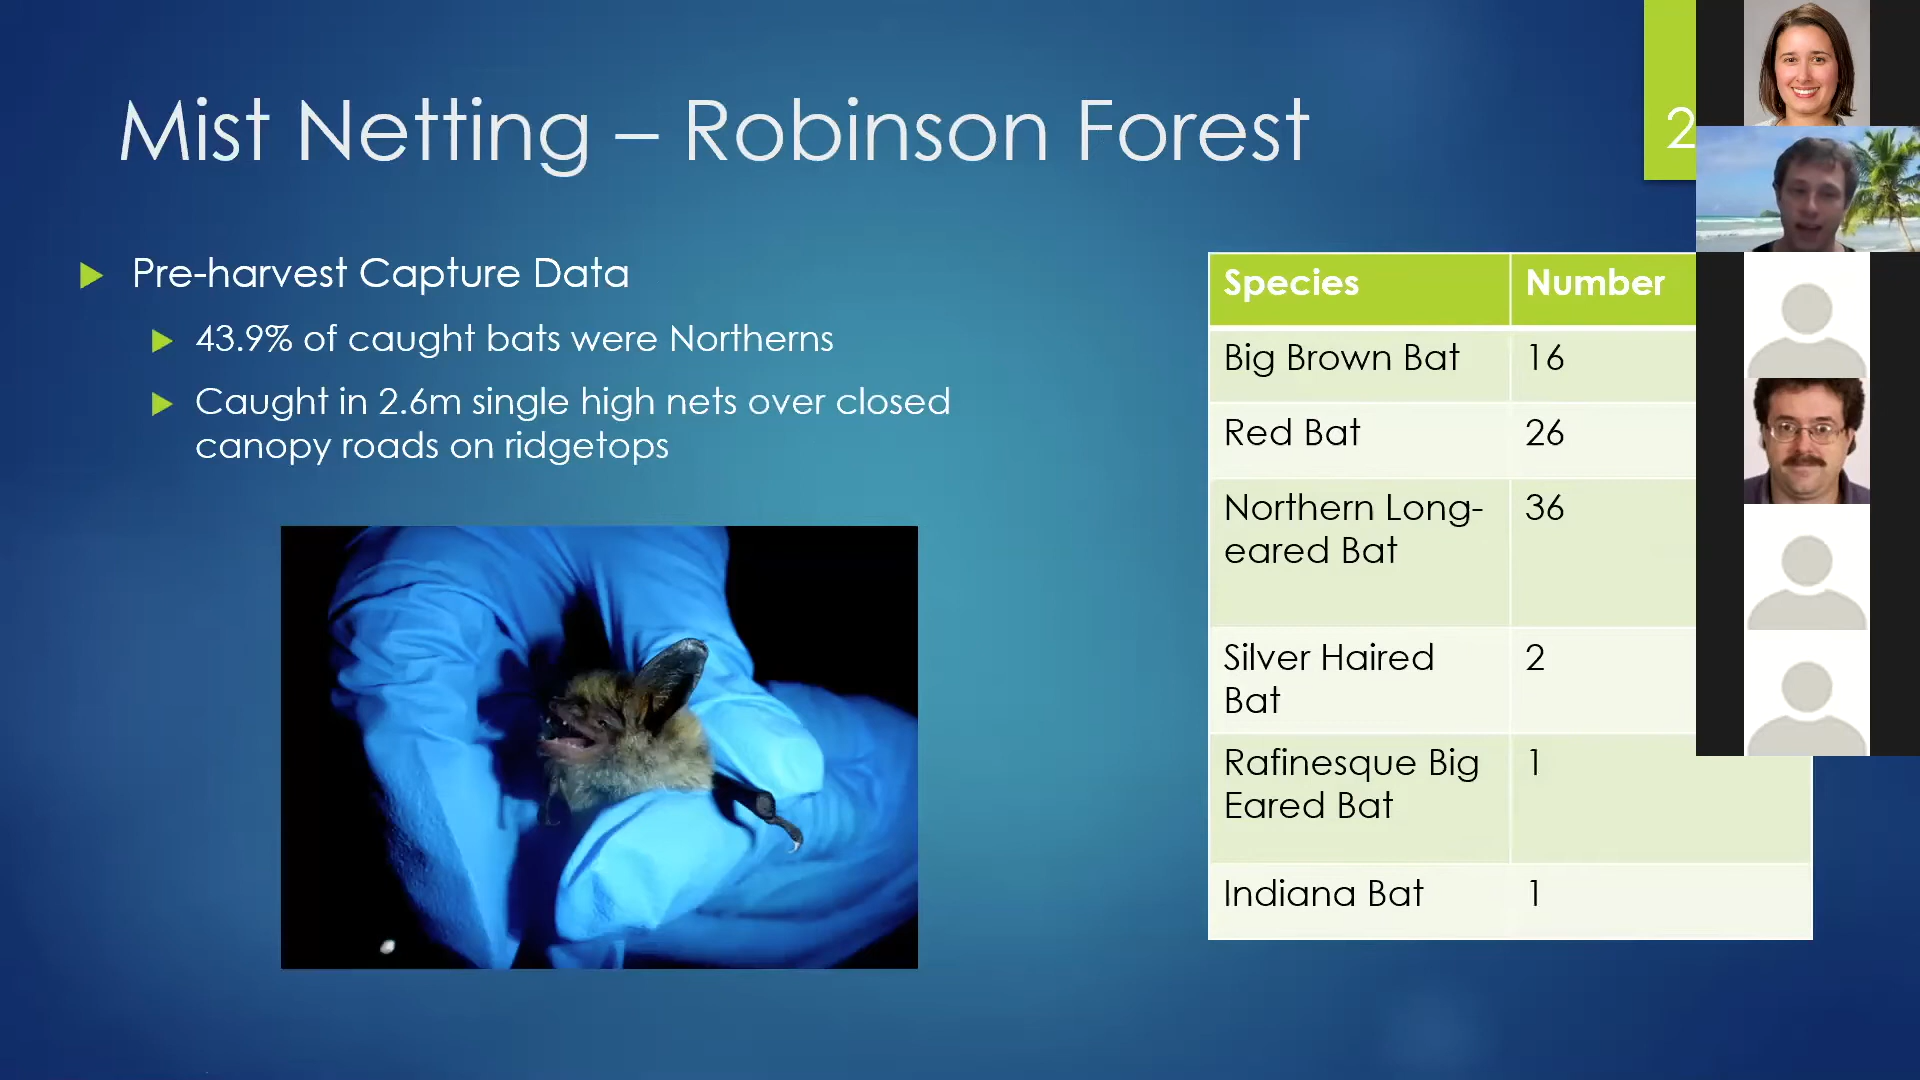 Mist Netting – Robinson Forest
2
Pre-harvest Capture Data
43.9% of caught bats were Northerns
Caught in 2.6m single high nets over closed
canopy roads on ridgetops
Species Number
Big Brown Bat 16
Red Bat 26
Northern Long- 36
eared Bat
Silver Haired 2
Bat
Rafinesque Big 1
Eared Bat
Indiana Bat 1